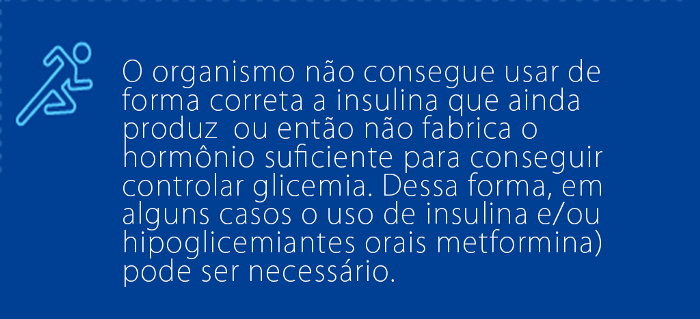 O organismo não consegue usar de
forma correta a insulina que ainda
produz  ou então não fabrica o
hormônio suficiente para conseguir
controlar glicemia. Dessa forma, em
alguns casos o uso de insulina e/ou
hipoglicemiantes orais metformina)
pode ser necessário.